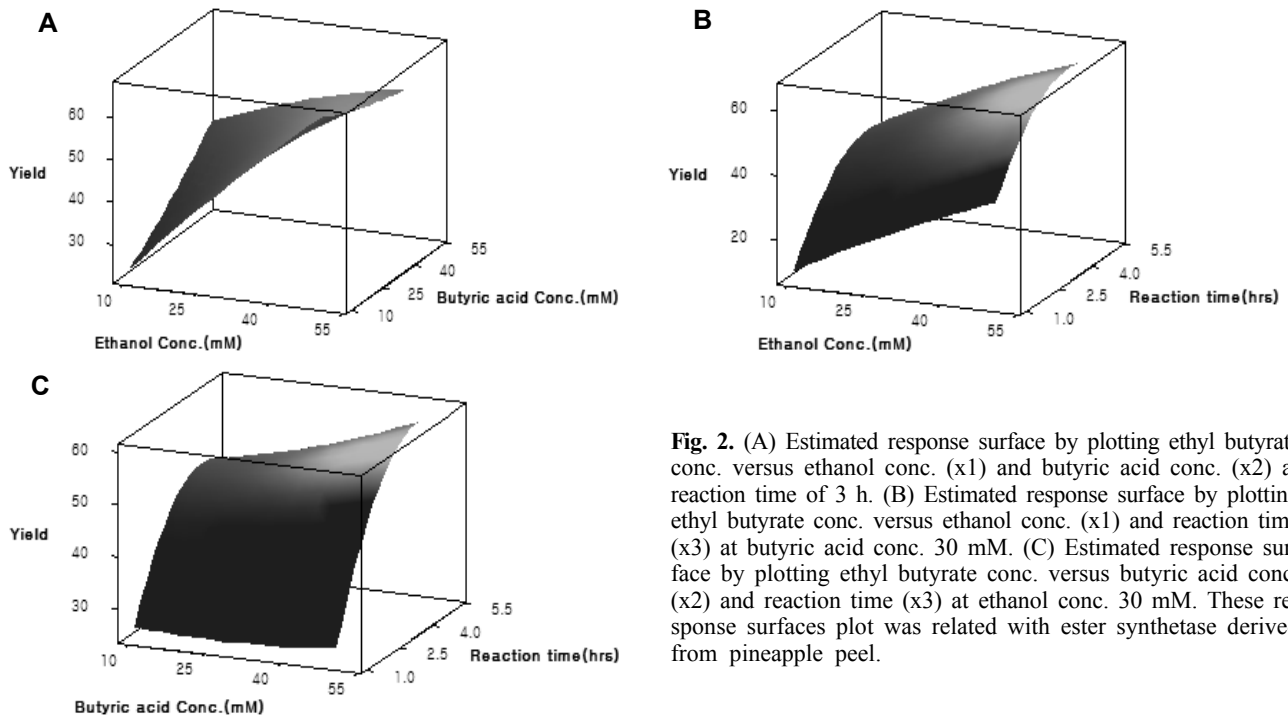 A
60
50
Yield
40
30
10
25
40
55
Ethanol Conc.(mM)
55
40
25
10
Butyric acid Conc.(mM)
B
60
Yield
40
20
10
25
40
55
Ethanol Conc.(mM)
5.5
4.0
2.5
1.0
Reaction time(hrs)
C
60
50
Yield
40
30
10
25
40
55
Butyric acid Conc.(mM)
5.5
4.0
2.5
1.0
Reaction time(hrs)
Fig. 2. (A) Estimated response surface by plotting ethyl butyrat
conc. versus ethanol conc. (x1) and butyric acid conc. (x2) a
reaction time of 3 h. (B) Estimated response surface by plottin
ethyl butyrate conc. versus ethanol conc. (x1) and reaction tim
(x3) at butyric acid conc. 30 mM. (C) Estimated response sur
face by plotting ethyl butyrate conc. versus butyric acid conc
(x2) and reaction time (x3) at ethanol conc. 30 mM. These re
sponse surfaces plot was related with ester synthetase derive
from pineapple peel.